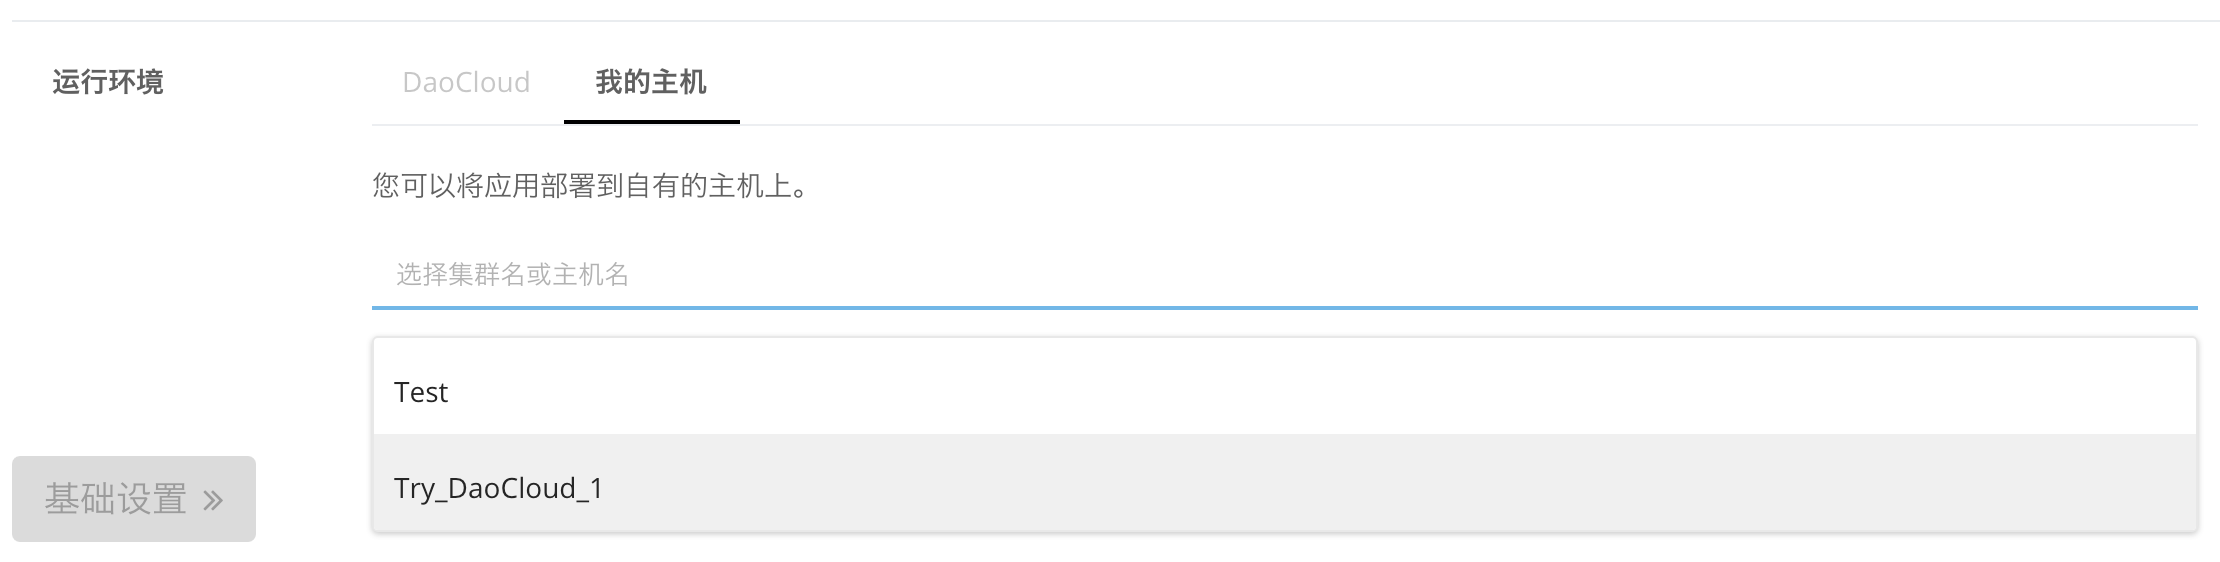 运行环境
DaoCloud
我的主机
您可以将应用部署到自有的主机上。
选择集群名或主机名
Test
Try_DaoCloud_1
基础设置 »